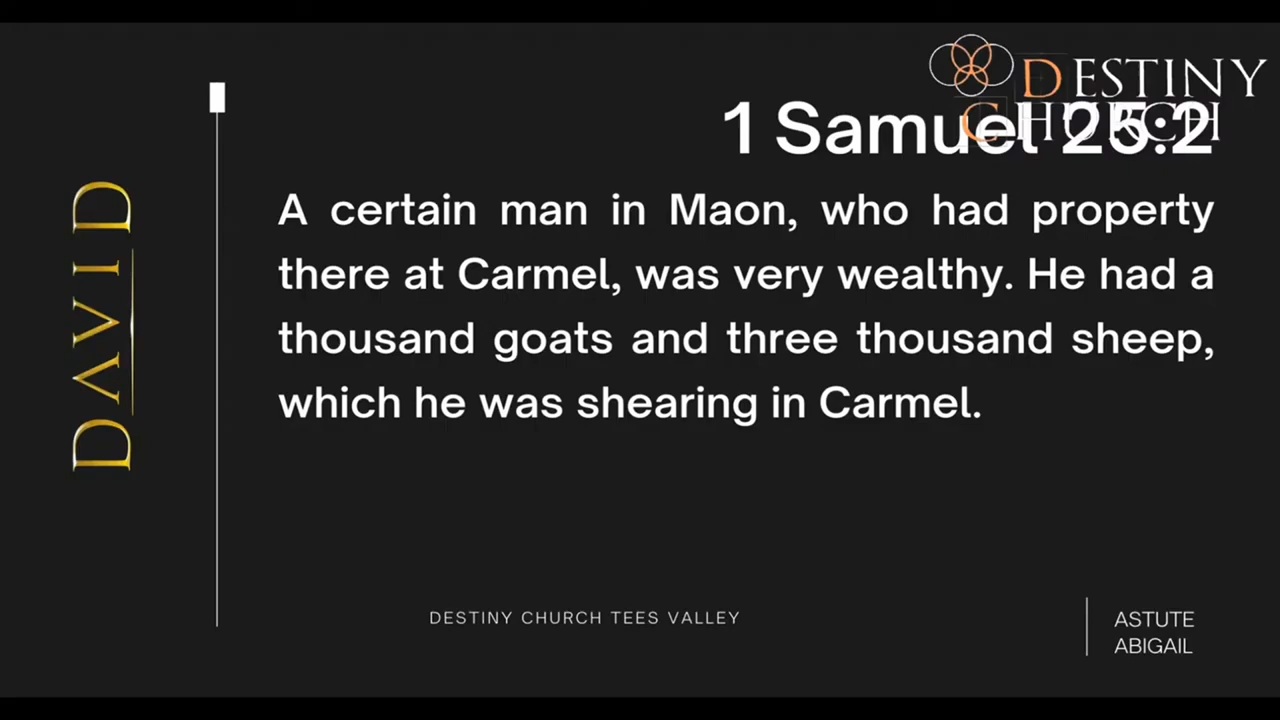 DESTINY
CHURCH
1 Samuel 25:2
DAVID
A certain man in Maon, who had property
there at Carmel, was very wealthy. He had a
thousand goats and three thousand sheep,
which he was shearing in Carmel.
DESTINY CHURCH TEES VALLEY
ASTUTE
ABIGAIL